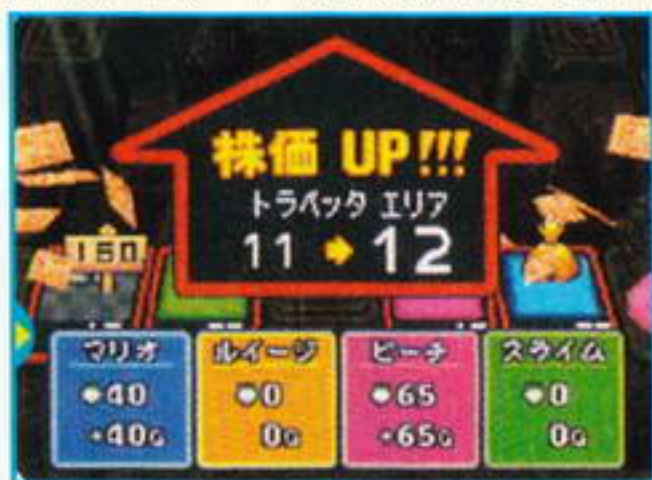 株価 UP!!!
トラペッタ エリア
11 → 12
150
マリオ ルイージ ピーチ スライム
40 0 65 0
+40G 0G +65G 0G